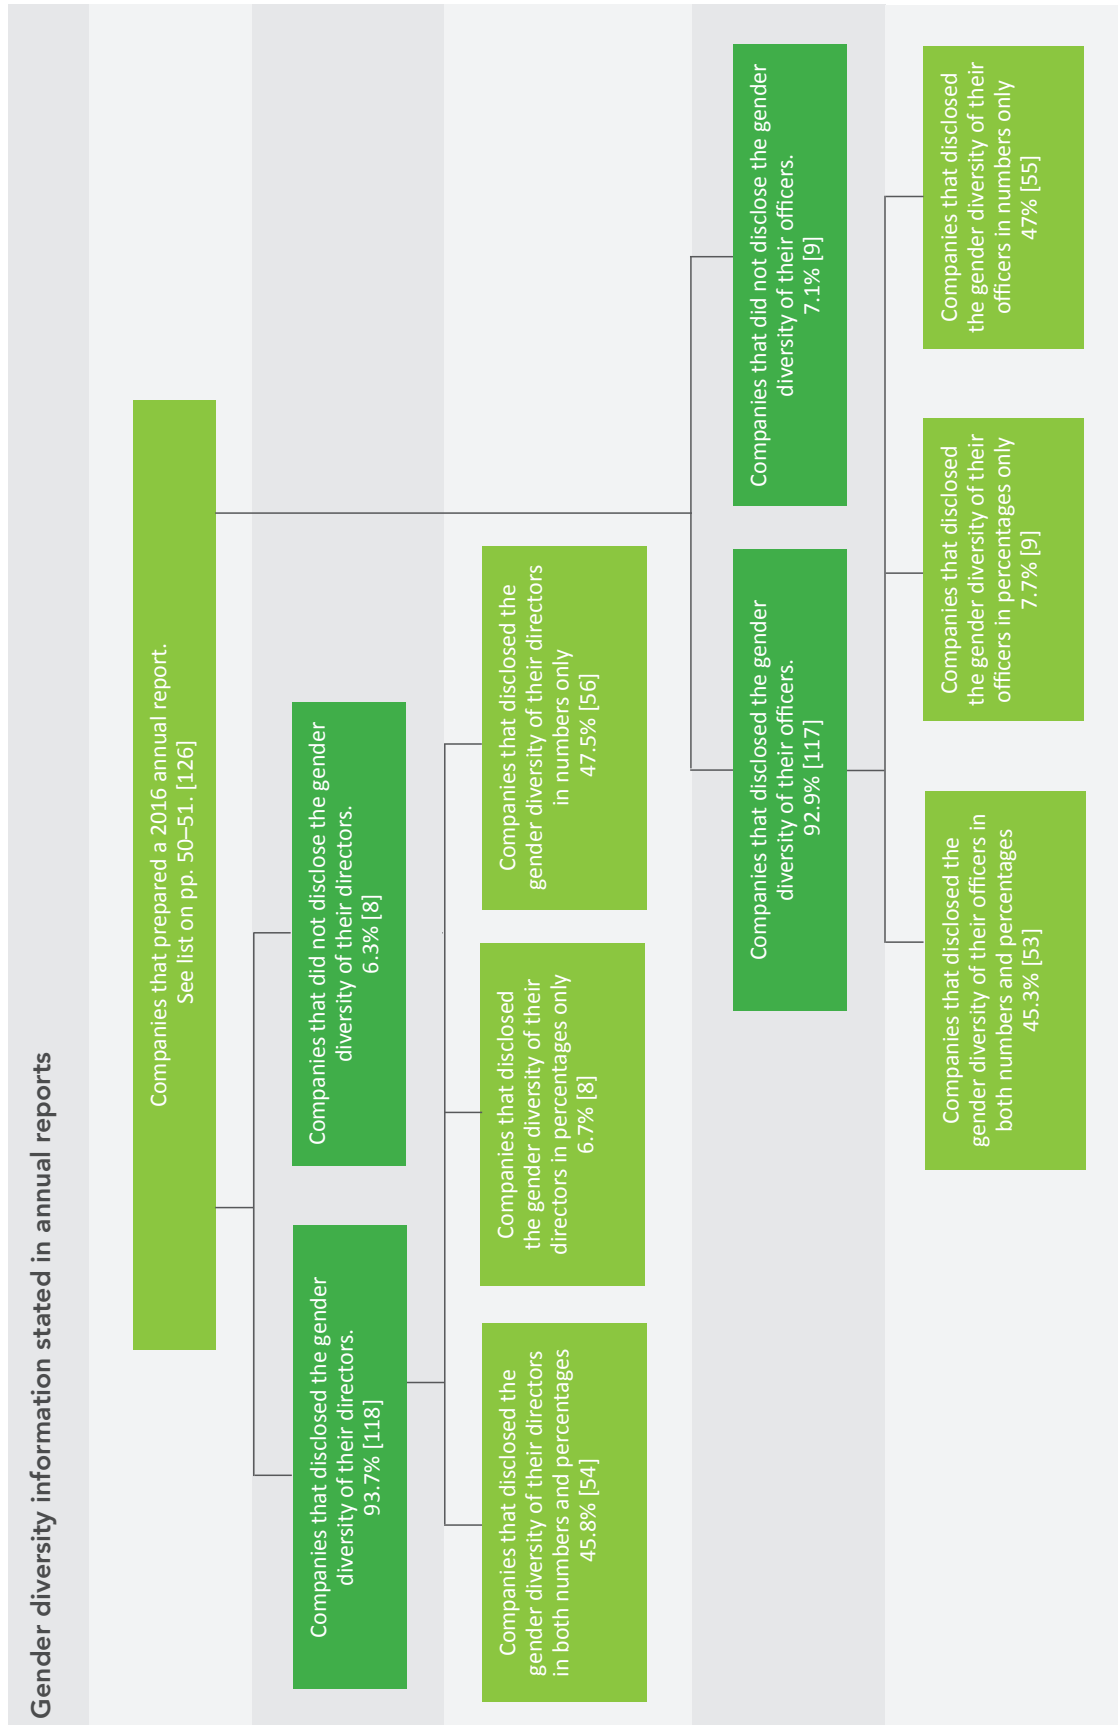 Gender diversity information stated in annual reports
Companies that prepared a 2016 annual report.
See list on pp. 50–51. [126]
Companies that disclosed the gender
diversity of their directors.
93.7% [118]
Companies that did not disclose the gender
diversity of their directors.
6.3% [8]
Companies that disclosed the
gender diversity of their directors
in both numbers and percentages
45.8% [54]
Companies that disclosed
the gender diversity of their
directors in percentages only
6.7% [8]
Companies that disclosed the
gender diversity of their directors
in numbers only
47.5% [56]
Companies that disclosed the gender
diversity of their officers.
92.9% [117]
Companies that did not disclose the gender
diversity of their officers.
7.1% [9]
Companies that disclosed the
gender diversity of their officers in
both numbers and percentages
45.3% [53]
Companies that disclosed
the gender diversity of their
officers in percentages only
7.7% [9]
Companies that disclosed
the gender diversity of their
officers in numbers only
47% [55]